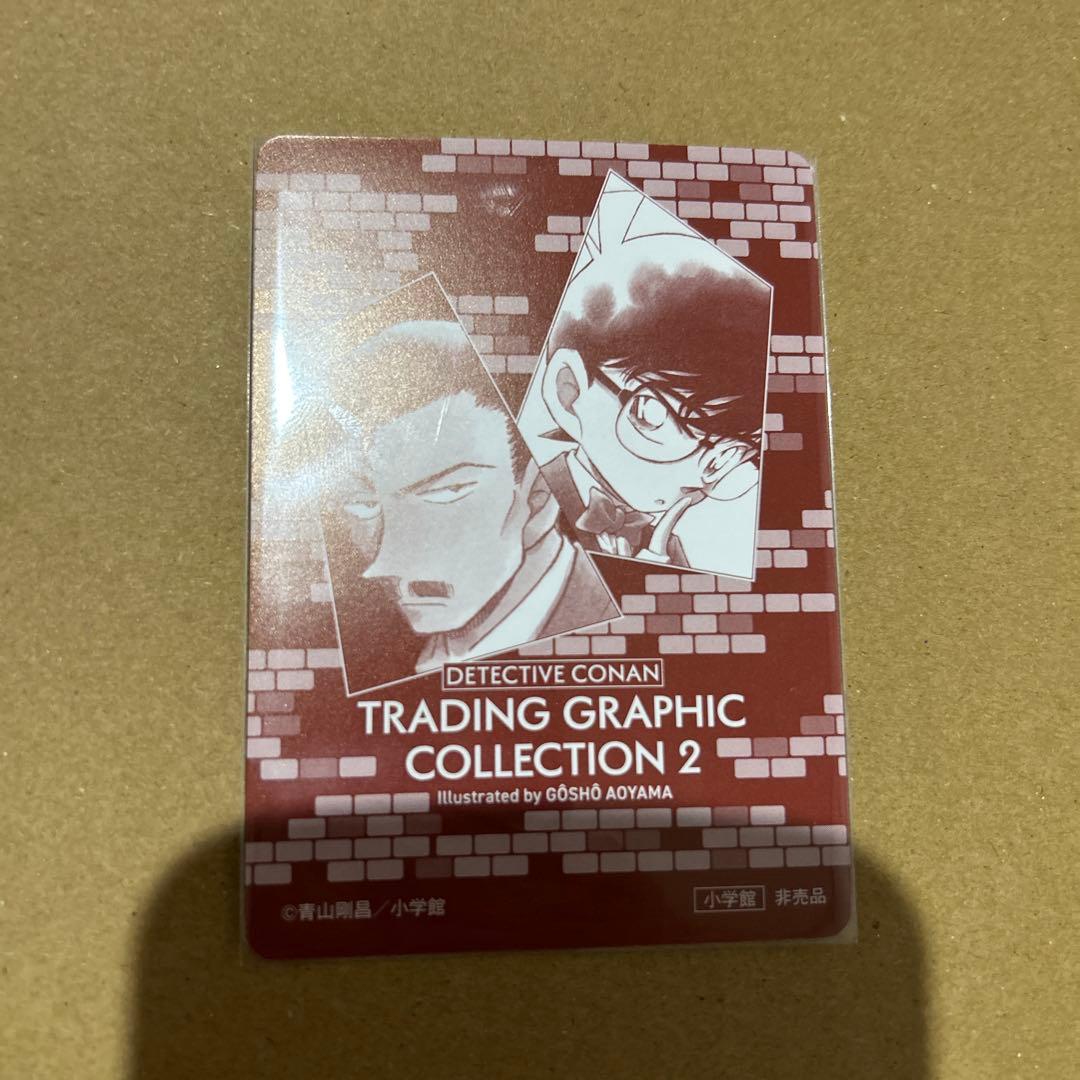 DETECTIVE CONAN
TRADING GRAPHIC
COLLECTION 2
Illustrated by GÔSHÔ AOYAMA
©青山剛昌／小学館
小学館 非売品